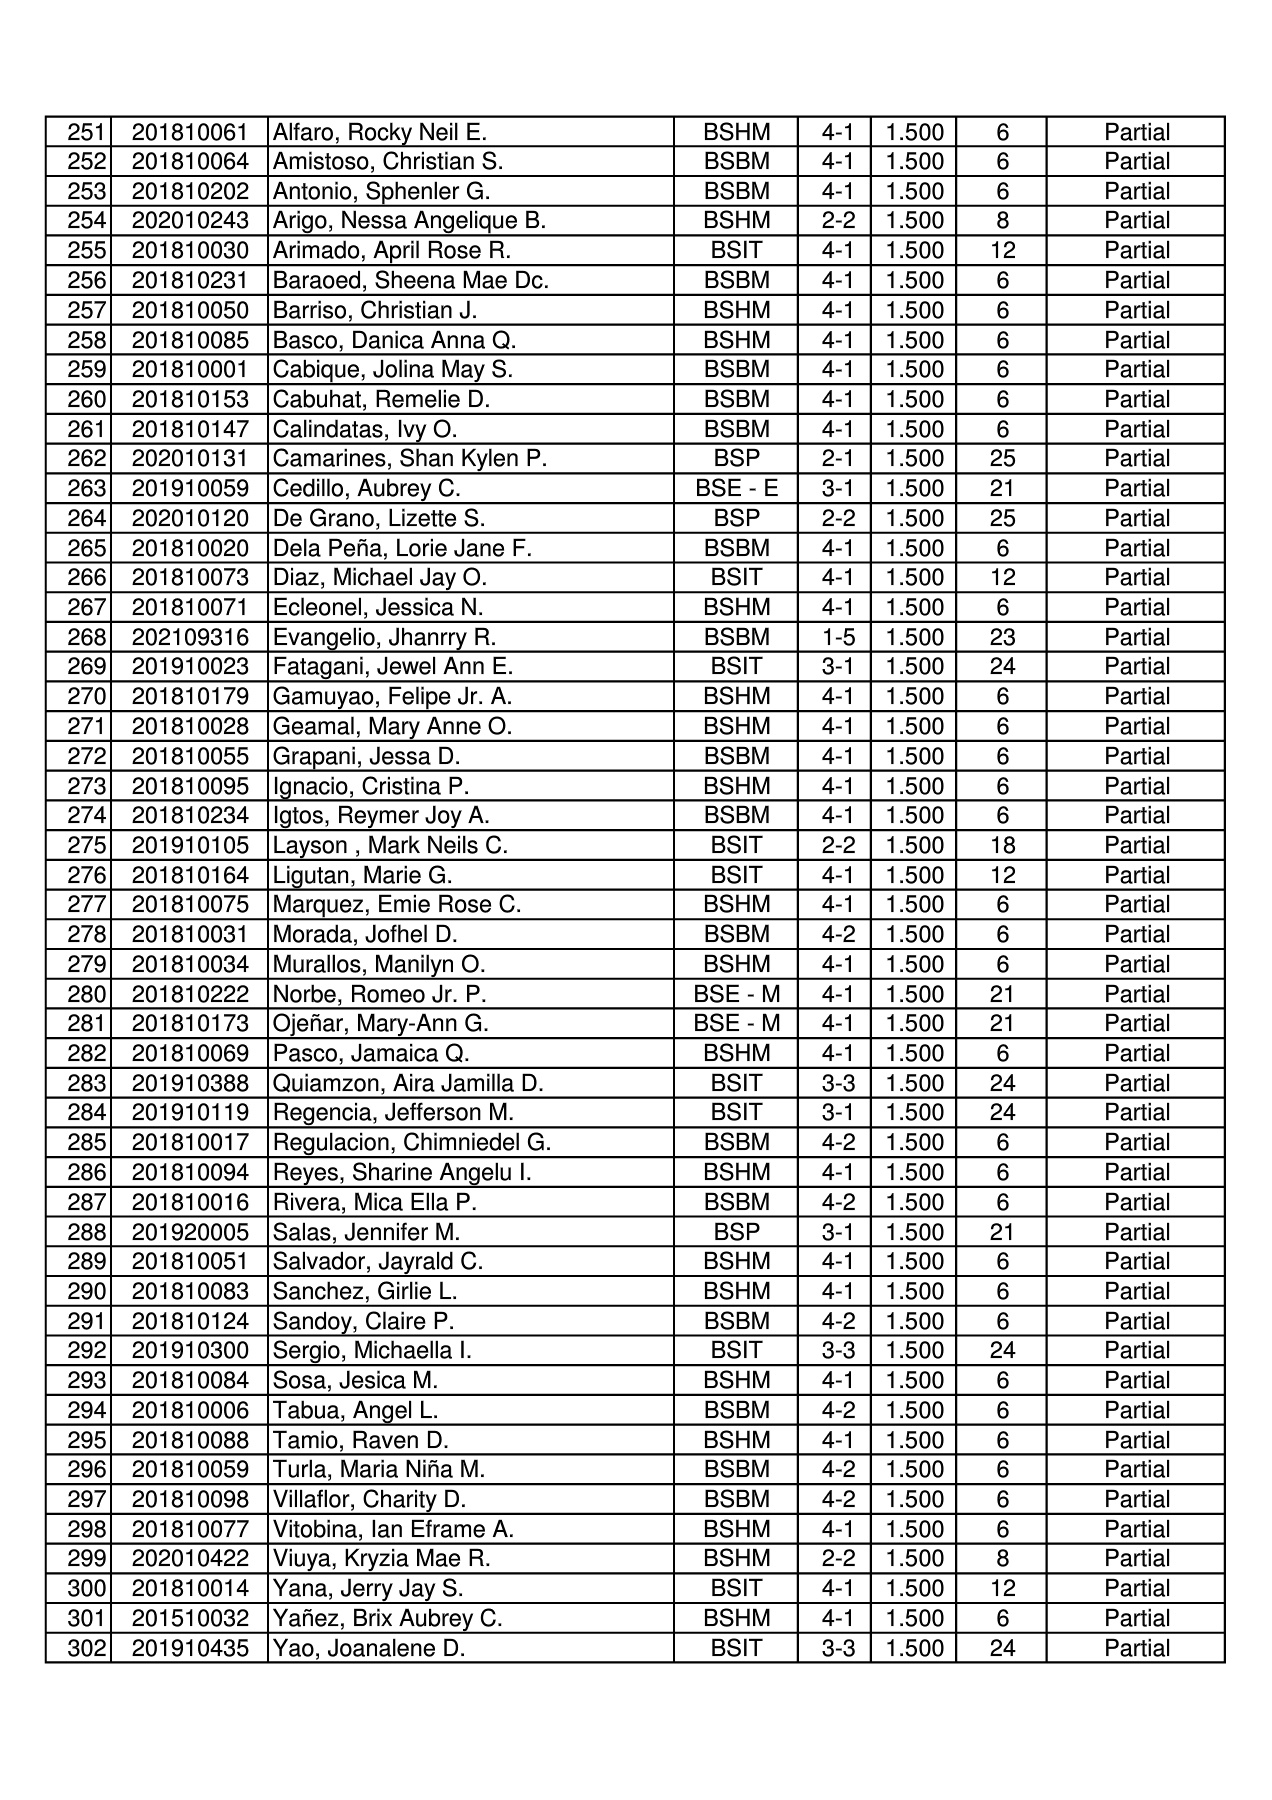 251 201810061 Alfaro, Rocky Neil E. BSHM 4-1 1.500 6 Partial
252 201810064 Amistoso, Christian S. BSBM 4-1 1.500 6 Partial
253 201810202 Antonio, Sphenler G. BSBM 4-1 1.500 6 Partial
254 202010243 Arigo, Nessa Angelique B. BSHM 2-2 1.500 8 Partial
255 201810030 Arimado, April Rose R. BSIT 4-1 1.500 12 Partial
256 201810231 Baraoed, Sheena Mae Dc. BSBM 4-1 1.500 6 Partial
257 201810050 Barriso, Christian J. BSHM 4-1 1.500 6 Partial
258 201810085 Basco, Danica Anna Q. BSHM 4-1 1.500 6 Partial
259 201810001 Cabique, Jolina May S. BSBM 4-1 1.500 6 Partial
260 201810153 Cabuhat, Remelie D. BSBM 4-1 1.500 6 Partial
261 201810147 Calindatas, Ivy O. BSBM 4-1 1.500 6 Partial
262 202010131 Camarines, Shan Kylen P. BSP 2-1 1.500 25 Partial
263 201910059 Cedillo, Aubrey C. BSE - E 3-1 1.500 21 Partial
264 202010120 De Grano, Lizette S. BSP 2-2 1.500 25 Partial
265 201810020 Dela Peña, Lorie Jane F. BSBM 4-1 1.500 6 Partial
266 201810073 Diaz, Michael Jay O. BSIT 4-1 1.500 12 Partial
267 201810071 Ecleonel, Jessica N. BSHM 4-1 1.500 6 Partial
268 202109316 Evangelio, Jhanrry R. BSBM 1-5 1.500 23 Partial
269 201910023 Fatagani, Jewel Ann E. BSIT 3-1 1.500 24 Partial
270 201810179 Gamuyao, Felipe Jr. A. BSHM 4-1 1.500 6 Partial
271 201810028 Geamal, Mary Anne O. BSHM 4-1 1.500 6 Partial
272 201810055 Grapani, Jessa D. BSBM 4-1 1.500 6 Partial
273 201810095 Ignacio, Cristina P. BSHM 4-1 1.500 6 Partial
274 201810234 Igtos, Reymer Joy A. BSBM 4-1 1.500 6 Partial
275 201910105 Layson , Mark Neils C. BSIT 2-2 1.500 18 Partial
276 201810164 Ligutan, Marie G. BSIT 4-1 1.500 12 Partial
277 201810075 Marquez, Emie Rose C. BSHM 4-1 1.500 6 Partial
278 201810031 Morada, Jofhel D. BSBM 4-2 1.500 6 Partial
279 201810034 Murallos, Manilyn O. BSHM 4-1 1.500 6 Partial
280 201810222 Norbe, Romeo Jr. P. BSE - M 4-1 1.500 21 Partial
281 201810173 Ojeñar, Mary-Ann G. BSE - M 4-1 1.500 21 Partial
282 201810069 Pasco, Jamaica Q. BSHM 4-1 1.500 6 Partial
283 201910388 Quiamzon, Aira Jamilla D. BSIT 3-3 1.500 24 Partial
284 201910119 Regencia, Jefferson M. BSIT 3-1 1.500 24 Partial
285 201810017 Regulacion, Chimniedel G. BSBM 4-2 1.500 6 Partial
286 201810094 Reyes, Sharine Angelu I. BSHM 4-1 1.500 6 Partial
287 201810016 Rivera, Mica Ella P. BSBM 4-2 1.500 6 Partial
288 201920005 Salas, Jennifer M. BSP 3-1 1.500 21 Partial
289 201810051 Salvador, Jayrald C. BSHM 4-1 1.500 6 Partial
290 201810083 Sanchez, Girlie L. BSHM 4-1 1.500 6 Partial
291 201810124 Sandoy, Claire P. BSBM 4-2 1.500 6 Partial
292 201910300 Sergio, Michaella I. BSIT 3-3 1.500 24 Partial
293 201810084 Sosa, Jesica M. BSHM 4-1 1.500 6 Partial
294 201810006 Tabua, Angel L. BSBM 4-2 1.500 6 Partial
295 201810088 Tamio, Raven D. BSHM 4-1 1.500 6 Partial
296 201810059 Turla, Maria Niña M. BSBM 4-2 1.500 6 Partial
297 201810098 Villaflor, Charity D. BSBM 4-2 1.500 6 Partial
298 201810077 Vitobina, Ian Eframe A. BSHM 4-1 1.500 6 Partial
299 202010422 Viuya, Kryzia Mae R. BSHM 2-2 1.500 8 Partial
300 201810014 Yana, Jerry Jay S. BSIT 4-1 1.500 12 Partial
301 201510032 Yañez, Brix Aubrey C. BSHM 4-1 1.500 6 Partial
302 201910435 Yao, Joanalene D. BSIT 3-3 1.500 24 Partial